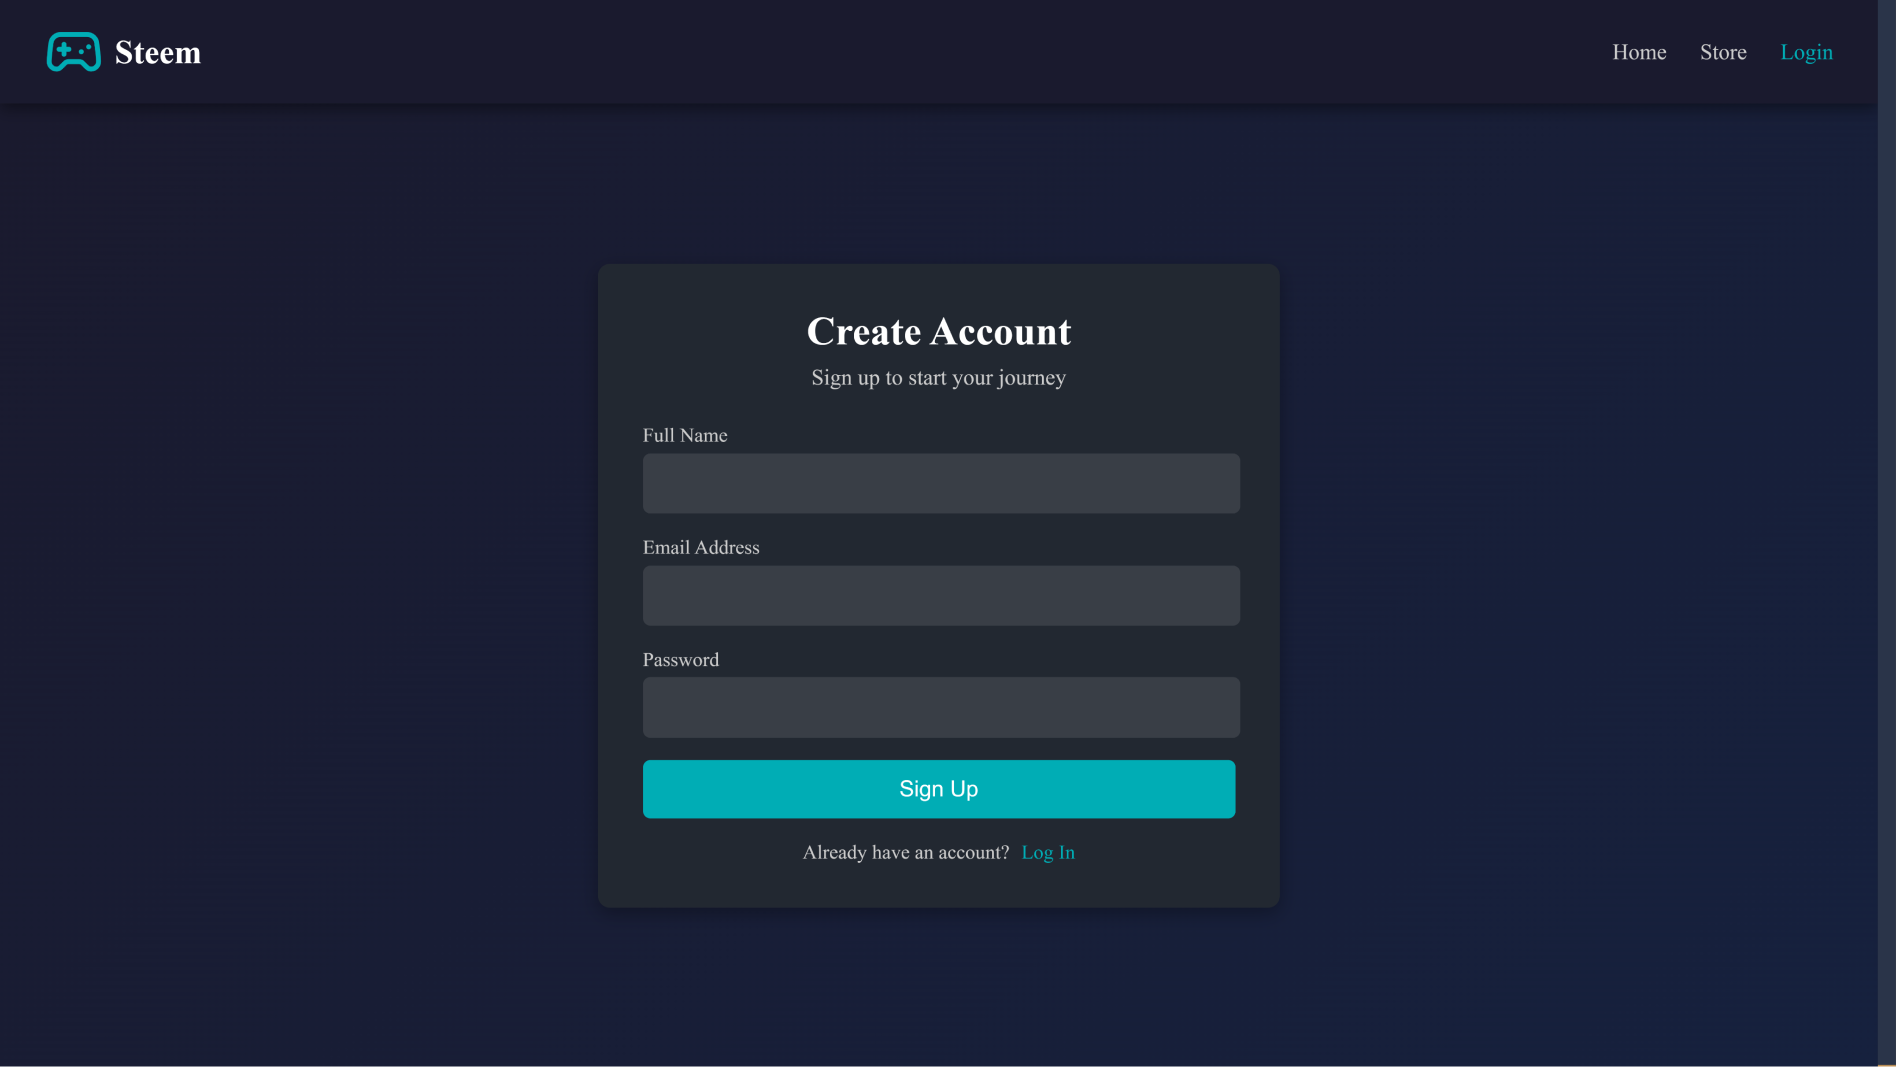 Steem
Home Store Login
Create Account
Sign up to start your journey
Full Name
Email Address
Password
Sign Up
Already have an account? Log In